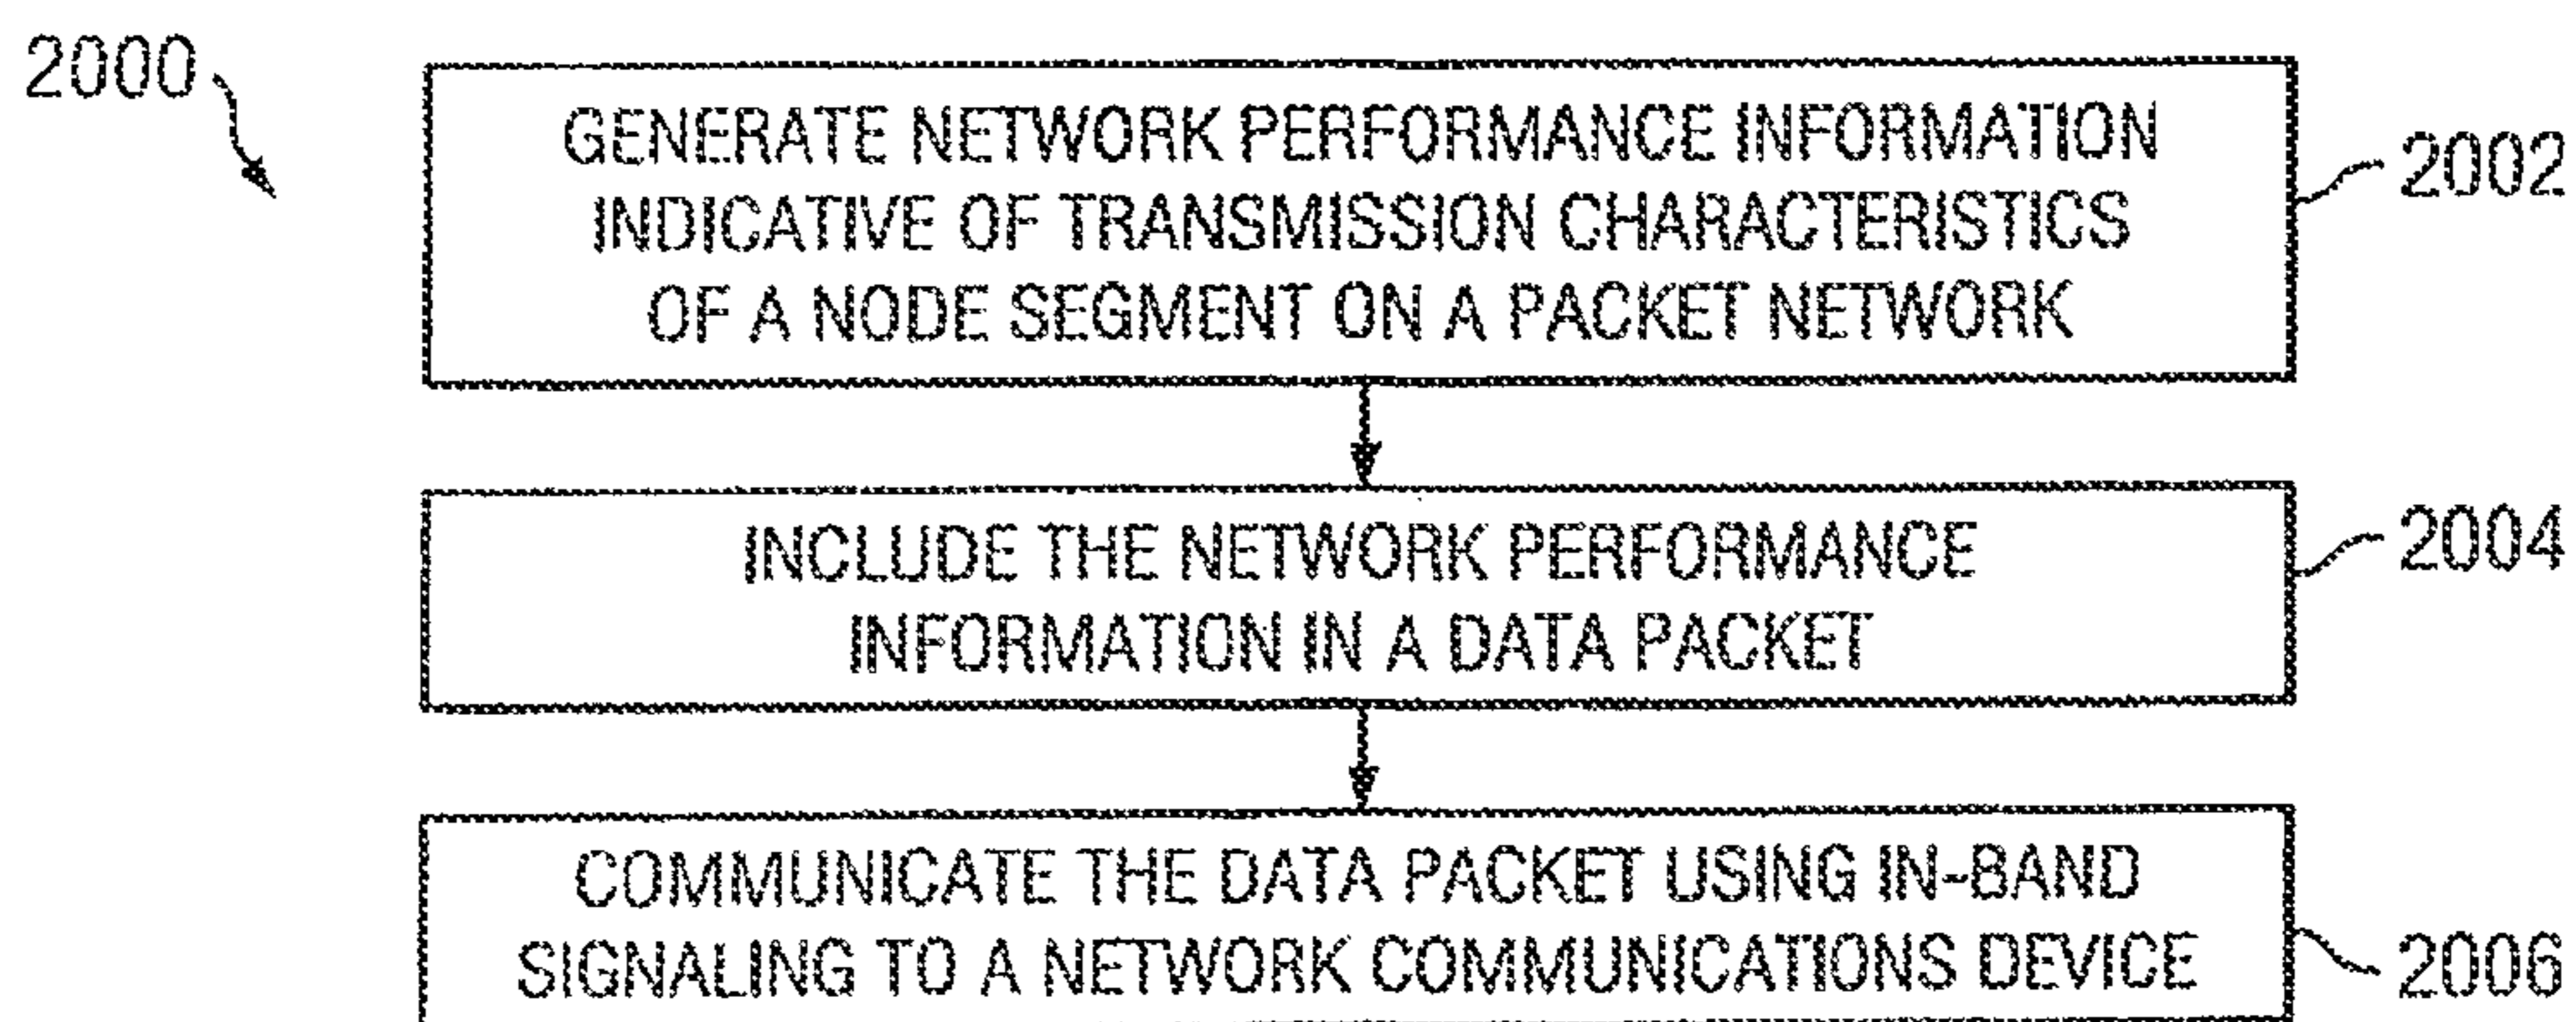 2000
GENERATE NETWORK PERFORMANCE INFORMATION
INDICATIVE OF TRANSMISSION CHARACTERISTICS
OF A NODE SEGMENT ON A PACKET NETWORK
2002
INCLUDE THE NETWORK PERFORMANCE
INFORMATION IN A DATA PACKET
2004
COMMUNICATE THE DATA PACKET USING IN-BAND
SIGNALING TO A NETWORK COMMUNICATIONS DEVICE
2006